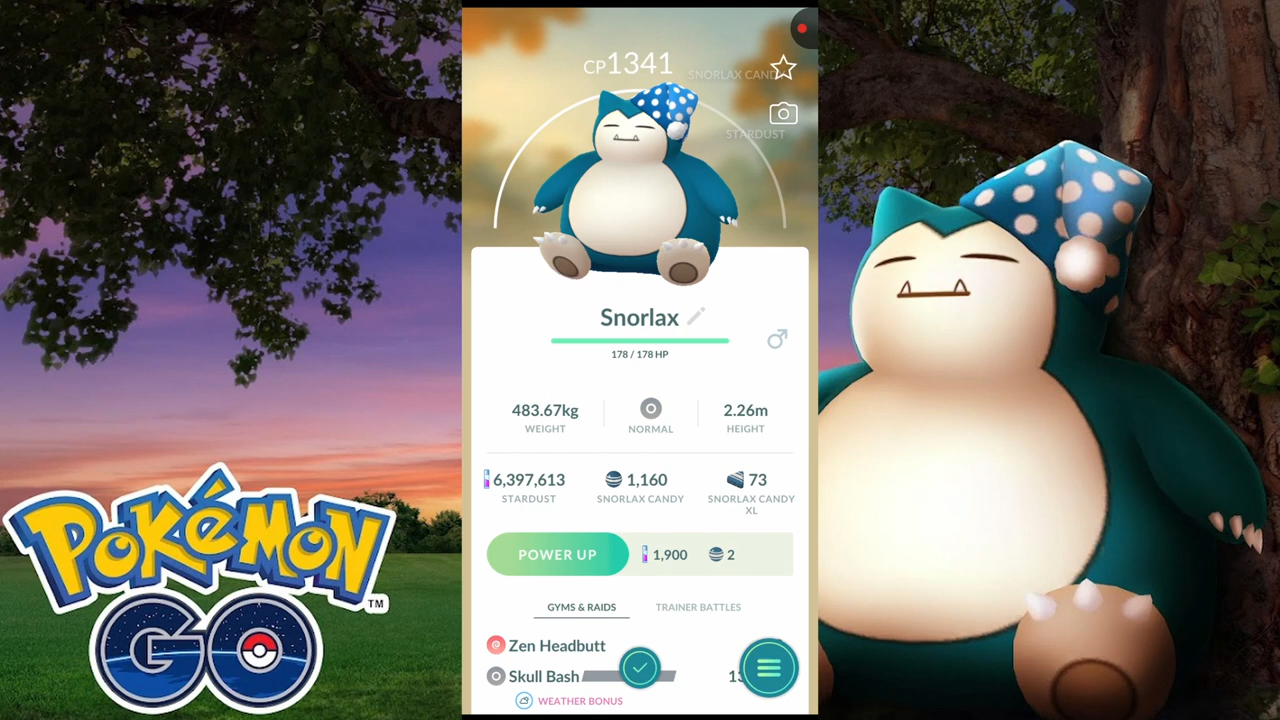 CP1341
SNORLAX CAND
STARDUST
Snorlax
178 / 178 HP
483.67kg
WEIGHT
NORMAL
2.26m
HEIGHT
6,397,613
STARDUST
1,160
SNORLAX CANDY
73
SNORLAX CANDY
XL
POWER UP
1,900
2
GYMS & RAIDS
TRAINER BATTLES
Zen Headbutt
Skull Bash
WEATHER BONUS
POKÉMON
TM
GO